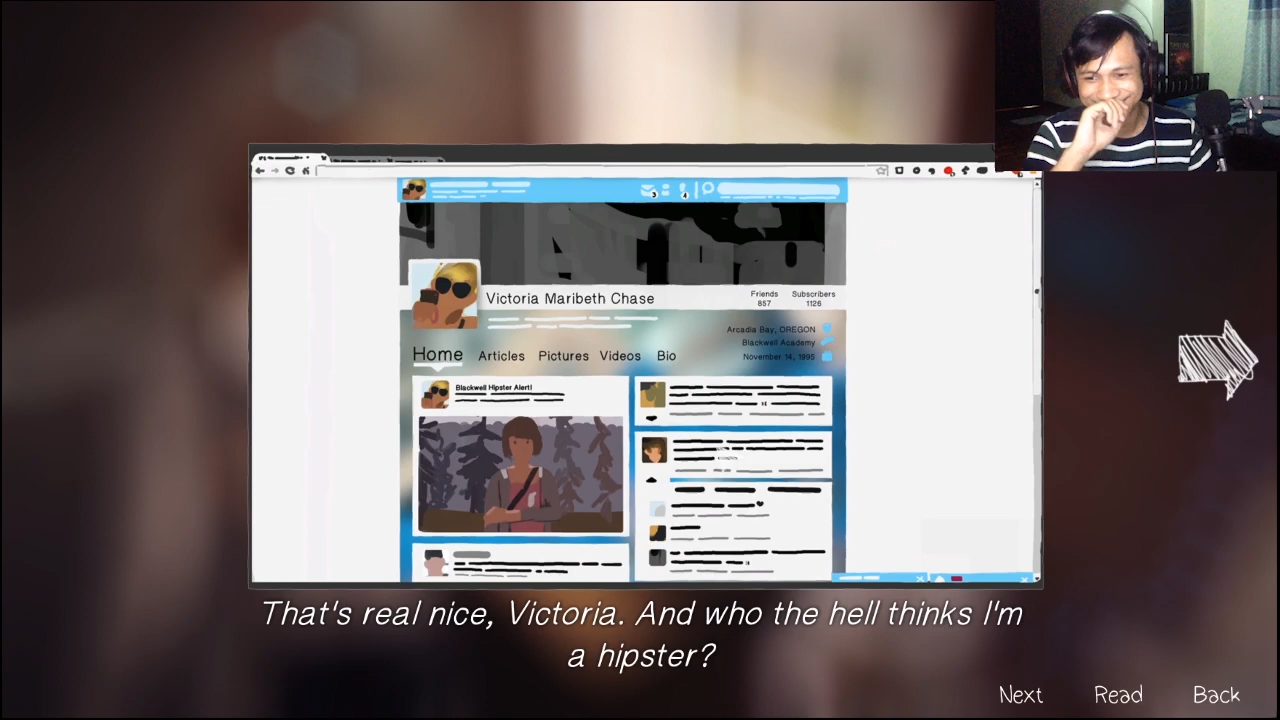 Victoria Maribeth Chase
Friends
857
Subscribers
1126
Arcadia Bay, OREGON
Blackwell Academy
November 14, 1995
Home Articles Pictures Videos Bio
Blackwell Hipster Alert!
That's real nice, Victoria. And who the hell thinks I'm
a hipster?
Next Read Back